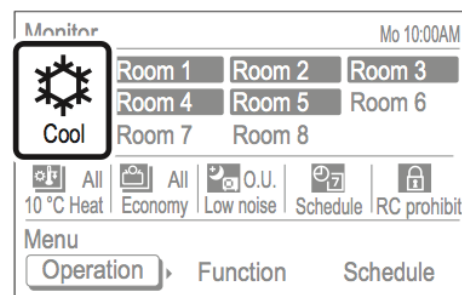 Monitor Mo 10:00AM
Cool
Room 1 Room 2 Room 3
Room 4 Room 5 Room 6
Room 7 Room 8
All All O.U. 7
10 °C Heat Economy Low noise Schedule RC prohibit
Menu
Operation Function Schedule